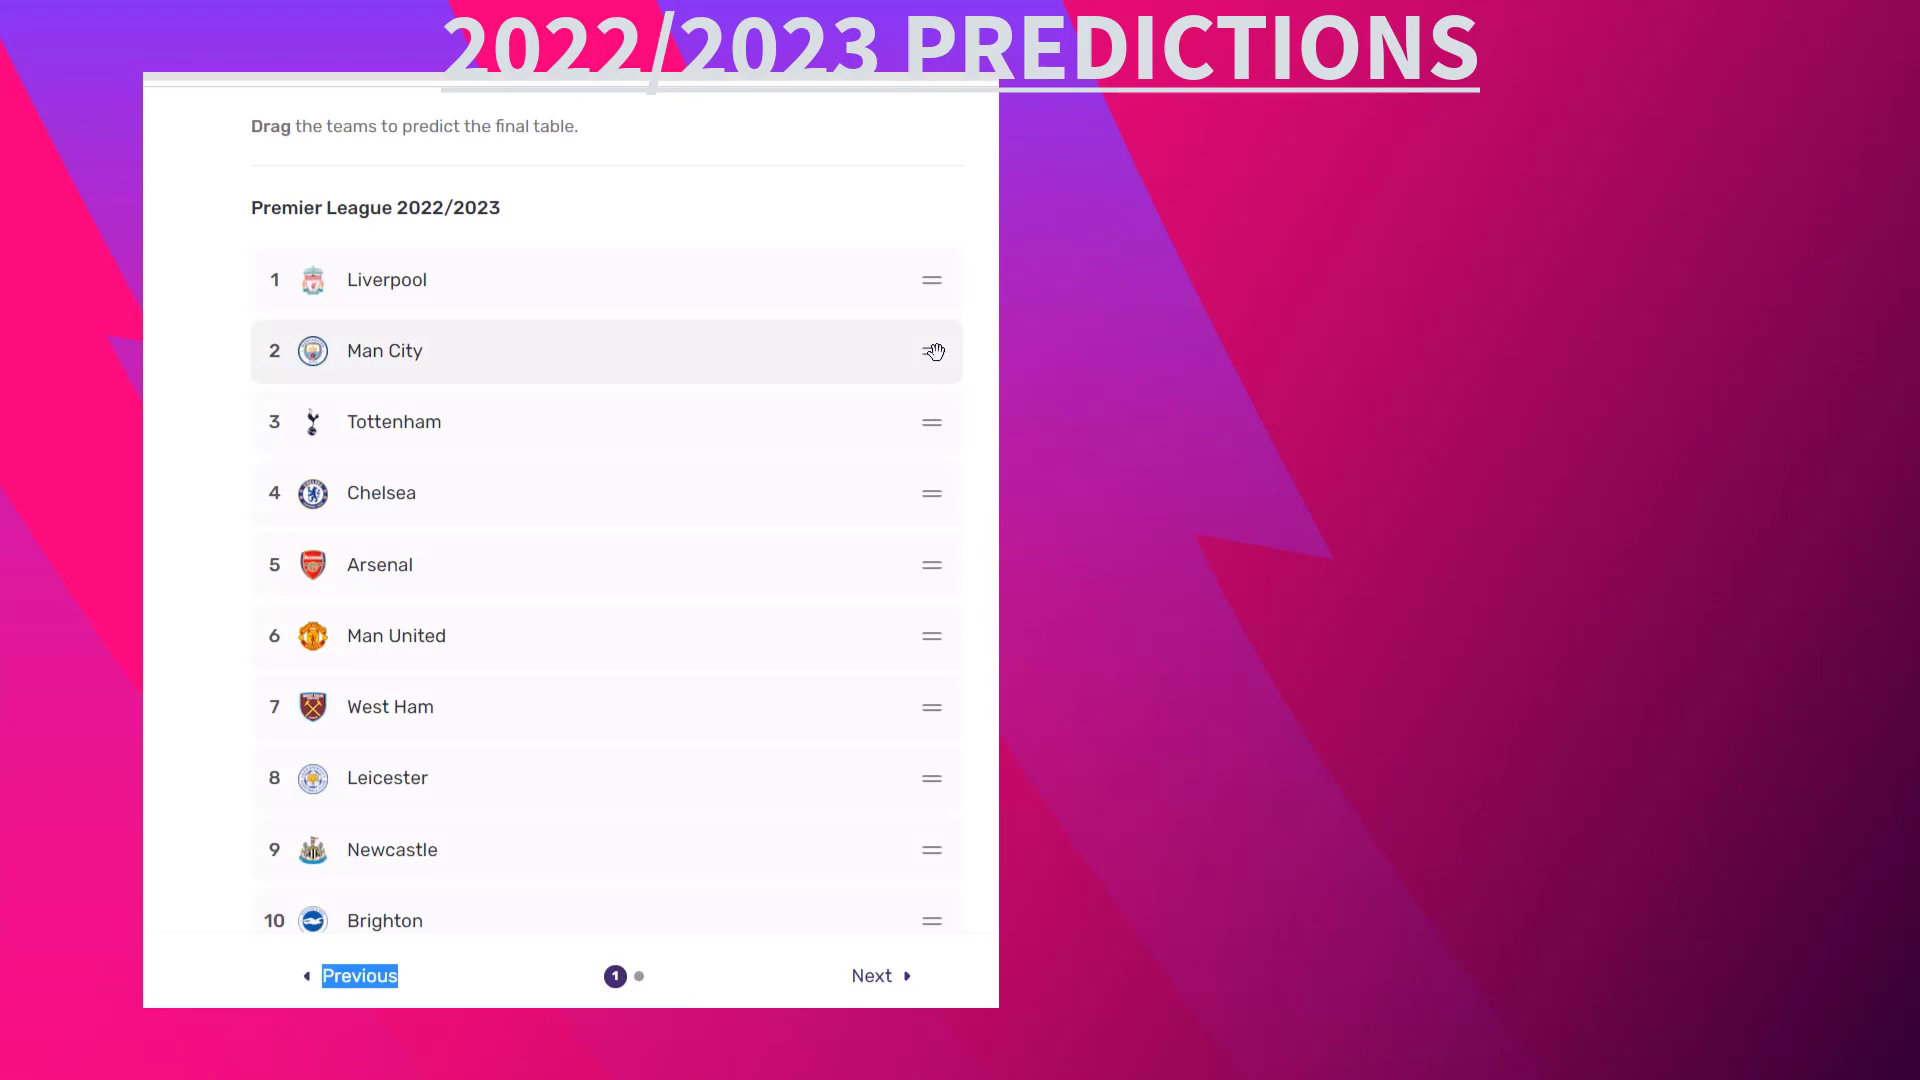 2022/2023 PREDICTIONS
Drag the teams to predict the final table.
Premier League 2022/2023
1 Liverpool
2 Man City
3 Tottenham
4 Chelsea
5 Arsenal
6 Man United
7 West Ham
8 Leicester
9 Newcastle
10 Brighton
Previous 1 Next